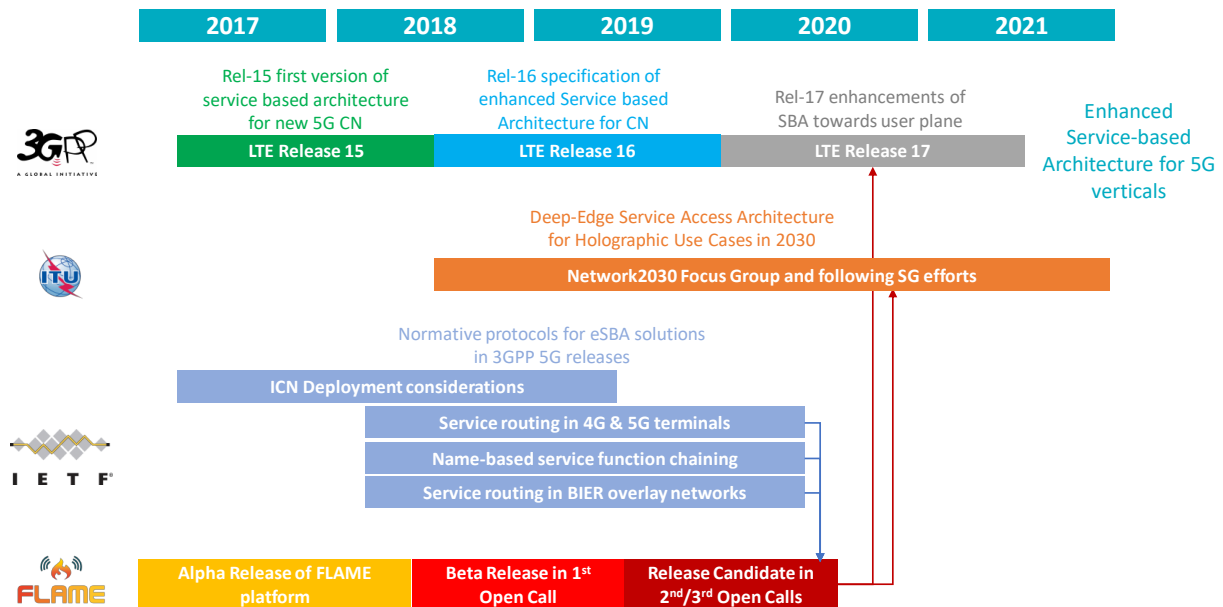 2017
2018
2019
2020
2021
Rel-15 first version of
service based architecture
for new 5G CN
Rel-16 specification of
enhanced Service based
Architecture for CN
Rel-17 enhancements of
SBA towards user plane
Enhanced
Service-based
Architecture for 5G
verticals
3GPP
A GLOBAL INITIATIVE
LTE Release 15
LTE Release 16
LTE Release 17
Deep-Edge Service Access Architecture
for Holographic Use Cases in 2030
ITU
Network2030 Focus Group and following SG efforts
Normative protocols for eSBA solutions
in 3GPP 5G releases
ICN Deployment considerations
Service routing in 4G & 5G terminals
Name-based service function chaining
Service routing in BIER overlay networks
I E T F®
FLAME
Alpha Release of FLAME
platform
Beta Release in 1st
Open Call
Release Candidate in
2nd/3rd Open Calls